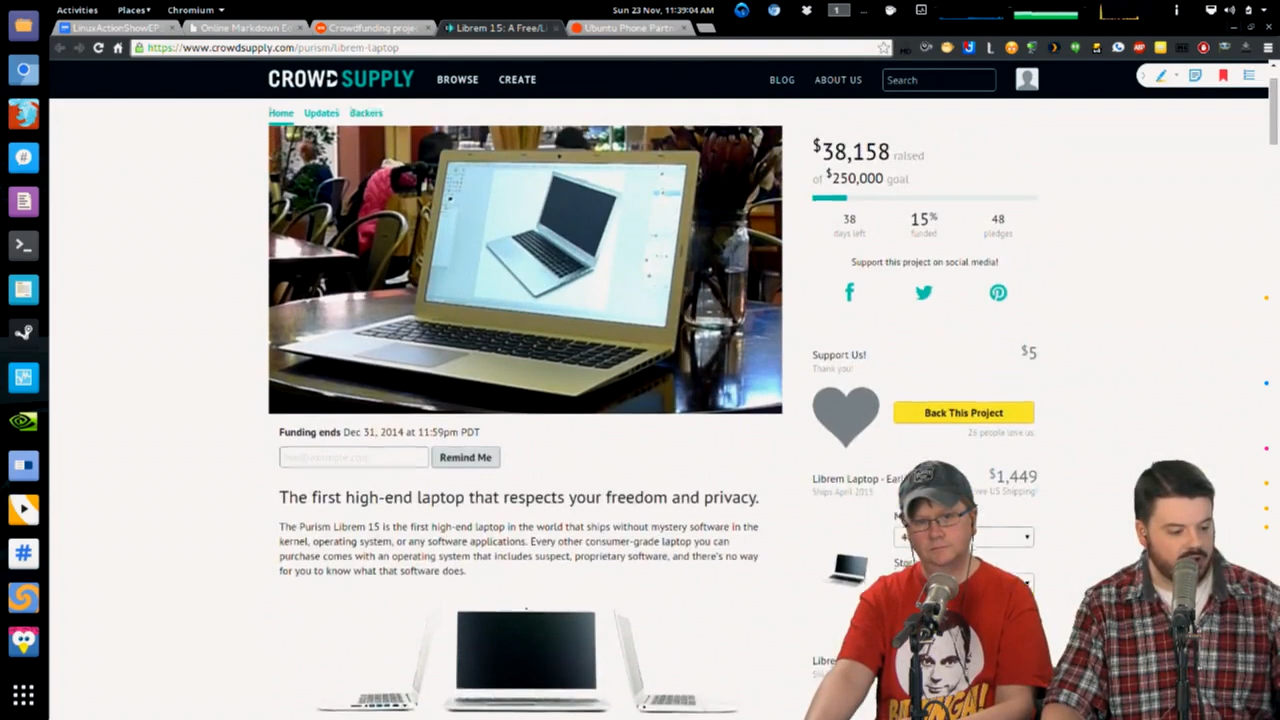 Activities Places Chromium Sun 23 Nov, 11:39:04 AM
LinuxActionShowEP Online Markdown Ed Crowdfunding proje Librem 15: A Free/Li Ubuntu Phone Partn
https://www.crowdsupply.com/purism/librem-laptop
CROWD SUPPLY BROWSE CREATE BLOG ABOUT US Search
Home Updates Backers
$38,158 raised
of $250,000 goal
38 15% 48
days left funded pledges
Support this project on social media!
Support Us! $5
Thank you!
Back This Project
26 people love us
Funding ends Dec 31, 2014 at 11:59pm PDT
Remind Me
Librem Laptop - Ear $1,449
Ships April 2015 ree US Shipping!
The first high-end laptop that respects your freedom and privacy.
The Purism Librem 15 is the first high-end laptop in the world that ships without mystery software in the
kernel, operating system, or any software applications. Every other consumer-grade laptop you can
purchase comes with an operating system that includes suspect, proprietary software, and there's no way
for you to know what that software does.
M
4
Stor
Libre
BAZINGA!